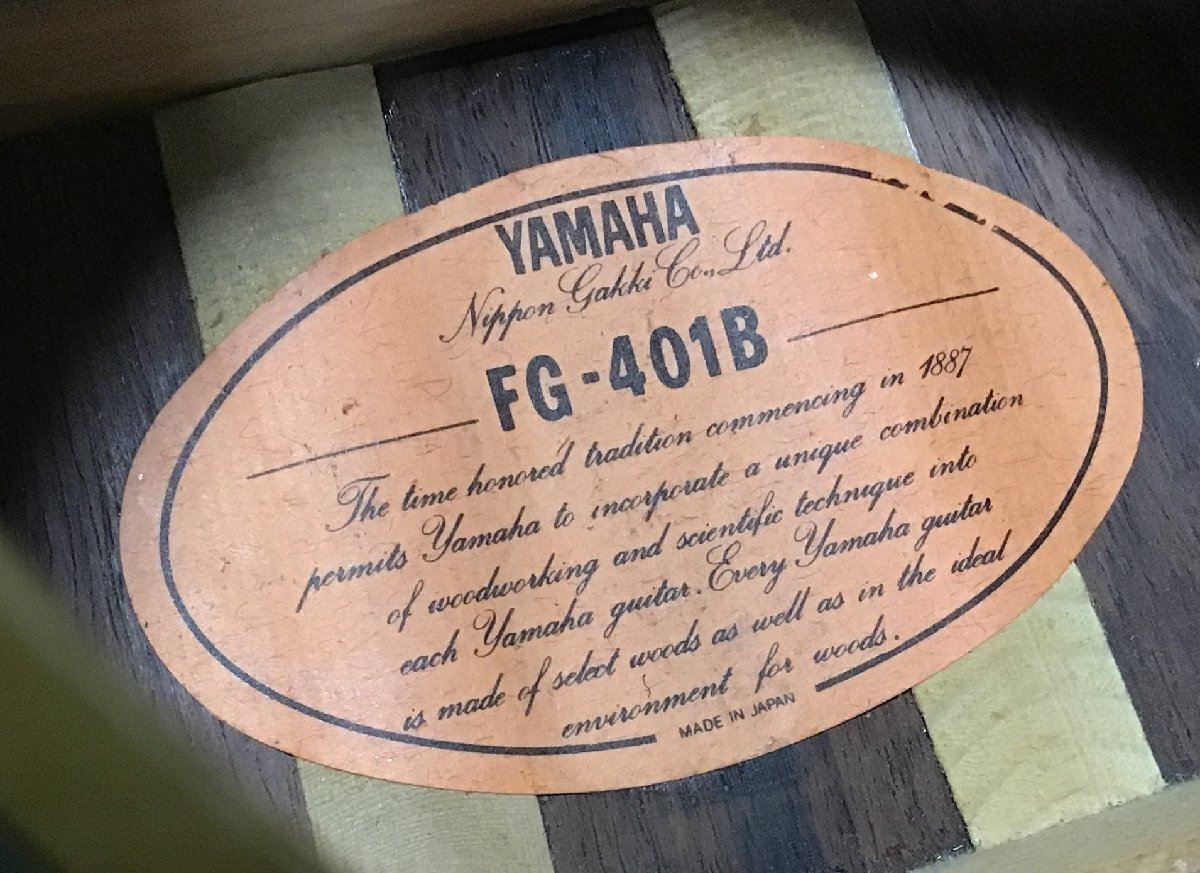 YAMAHA
Nippon Gakki Co., Ltd.
FG-401B
The time honored tradition commencing in 1887
permits Yamaha to incorporate a unique combination
of woodworking and scientific technique into
each Yamaha guitar. Every Yamaha guitar
is made of select woods as well as in the ideal
environment for woods.
MADE IN JAPAN